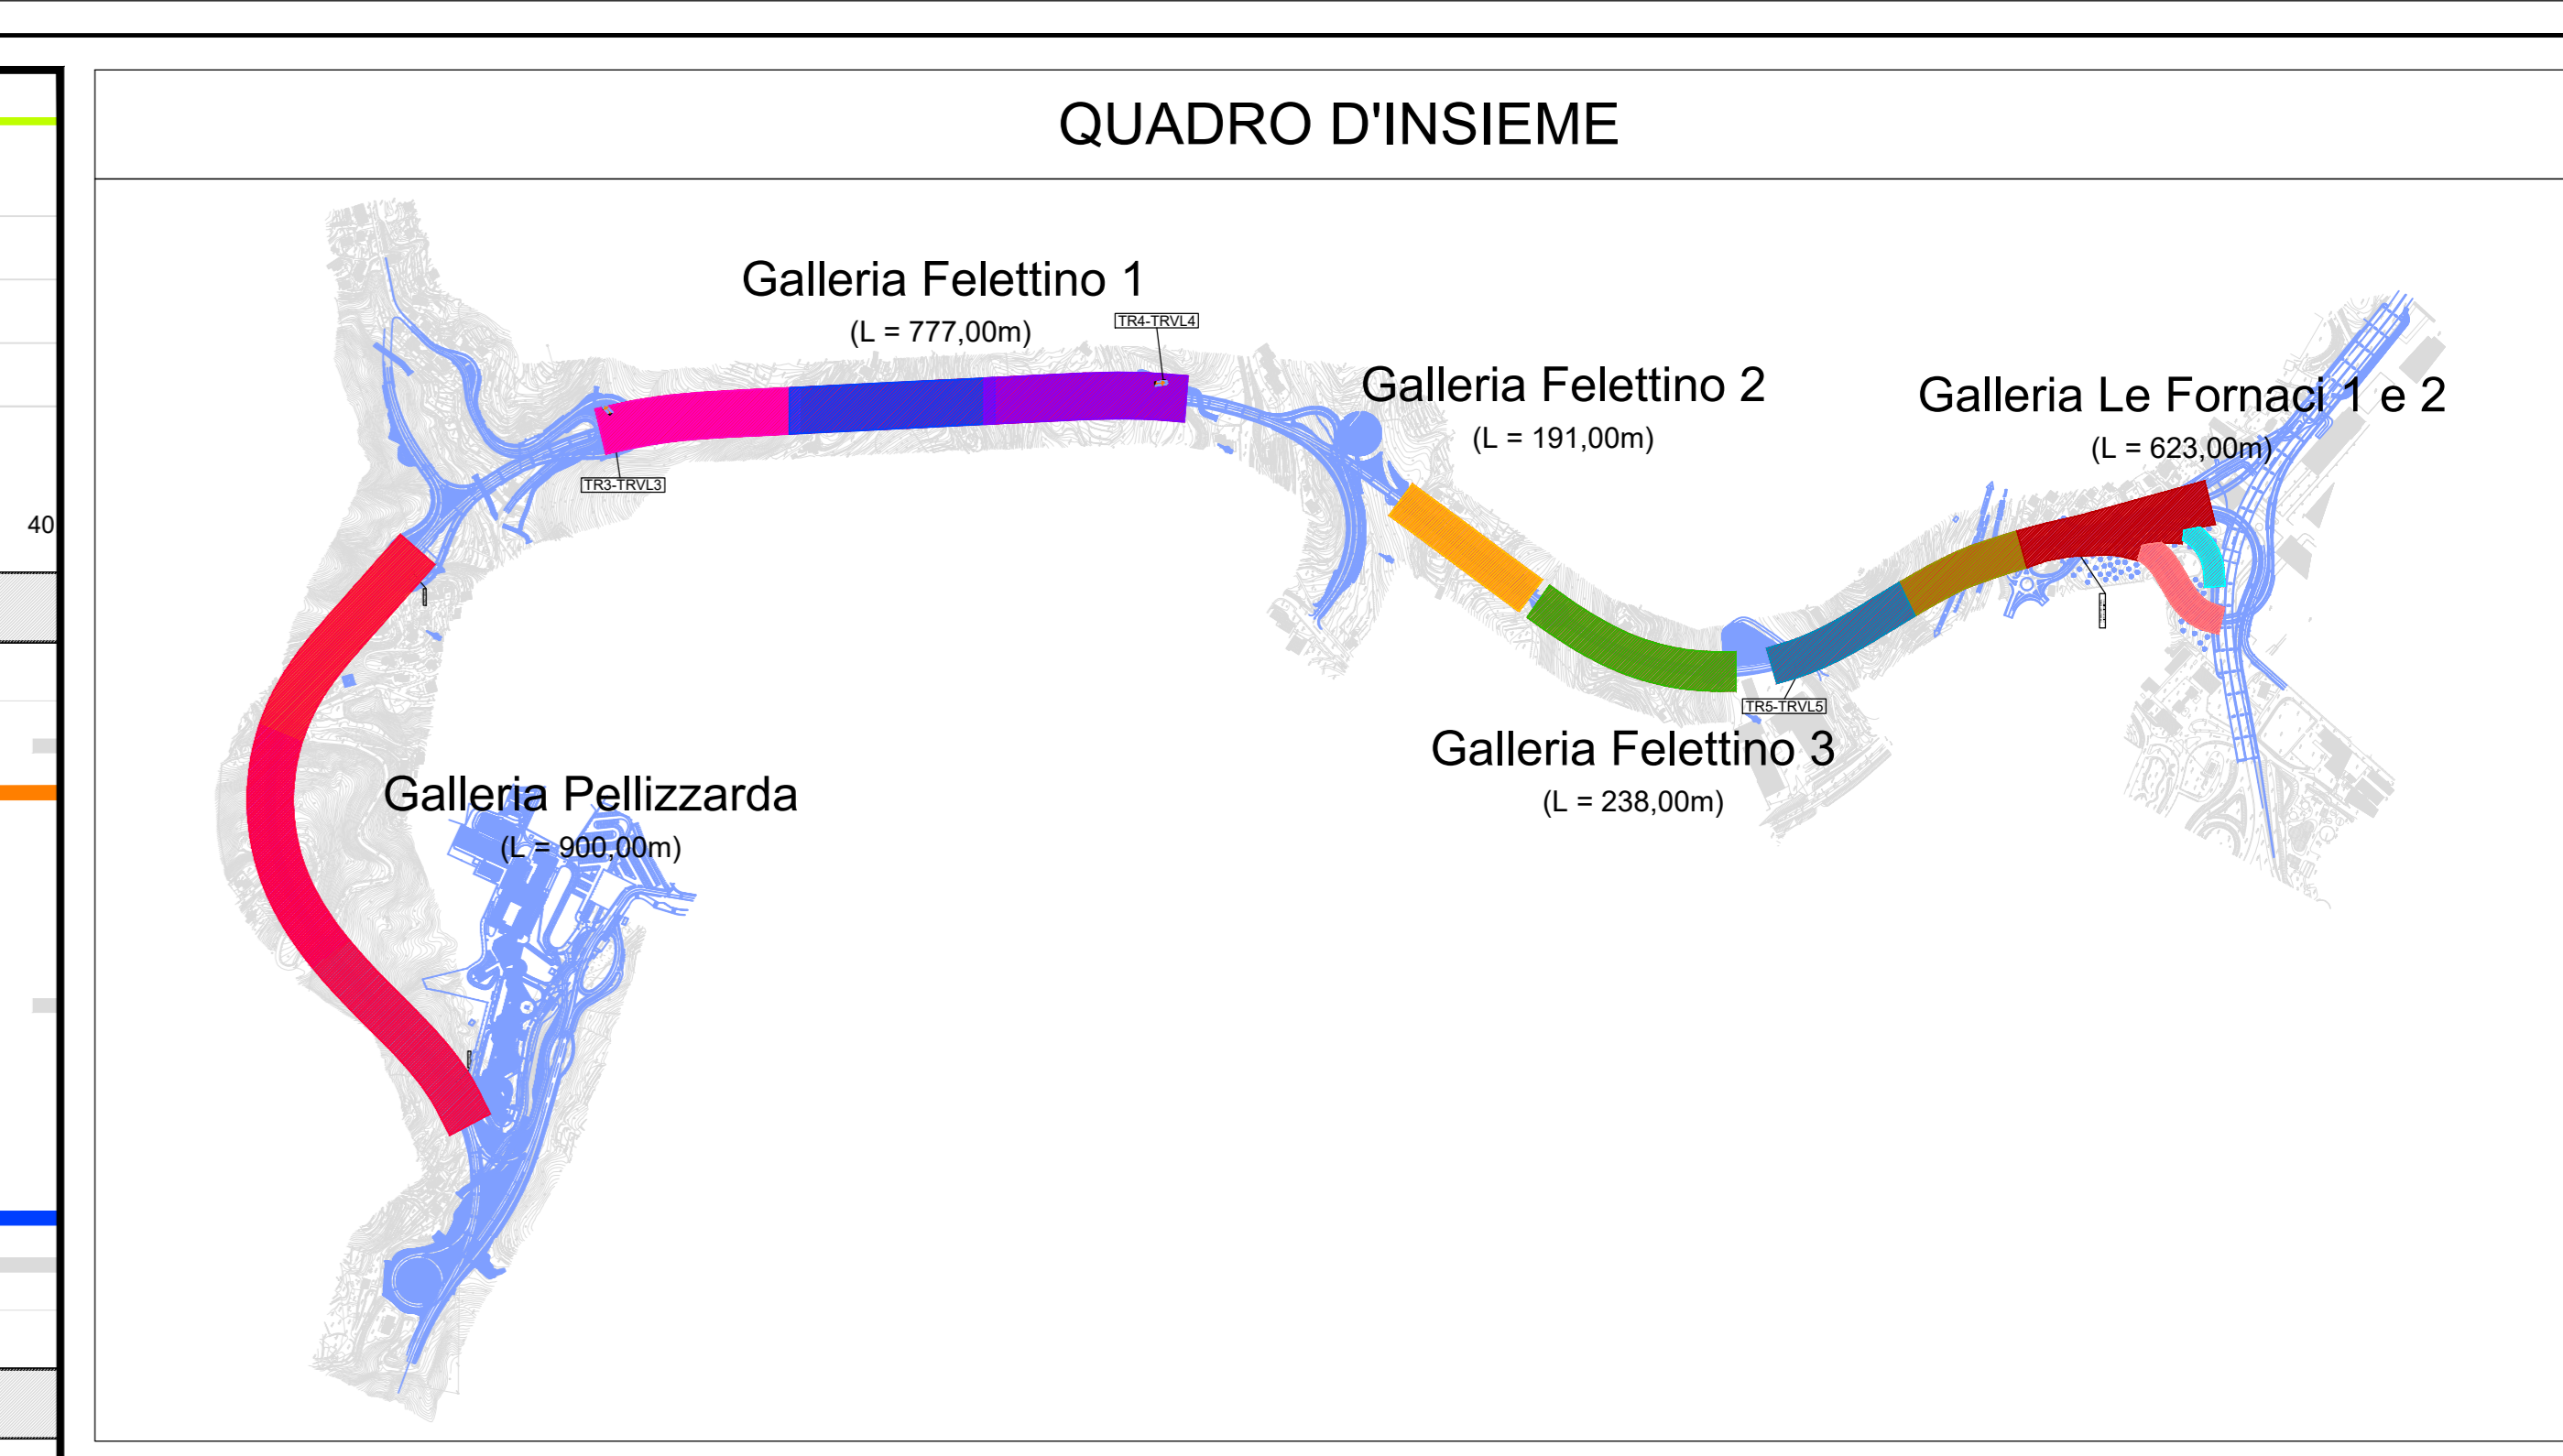 QUADRO D'INSIEME
Galleria Felettino 1
(L = 777,00m)
TR4-TRVL4
Galleria Felettino 2
(L = 191,00m)
Galleria Le Fornaci 1 e 2
(L = 623,00m)
TR3-TRVL3
40
TR5-TRVL5
Galleria Felettino 3
(L = 238,00m)
Galleria Pellizzarda
(L = 900,00m)